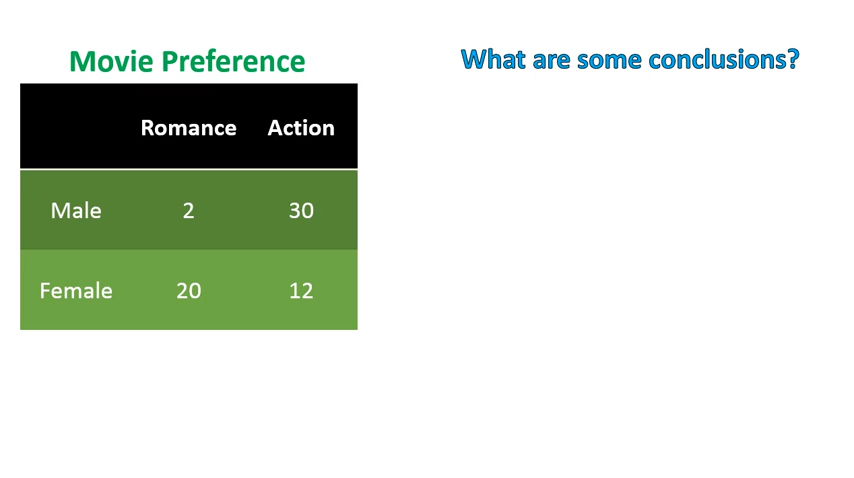 Movie Preference
What are some conclusions?
Romance Action
Male 2 30
Female 20 12